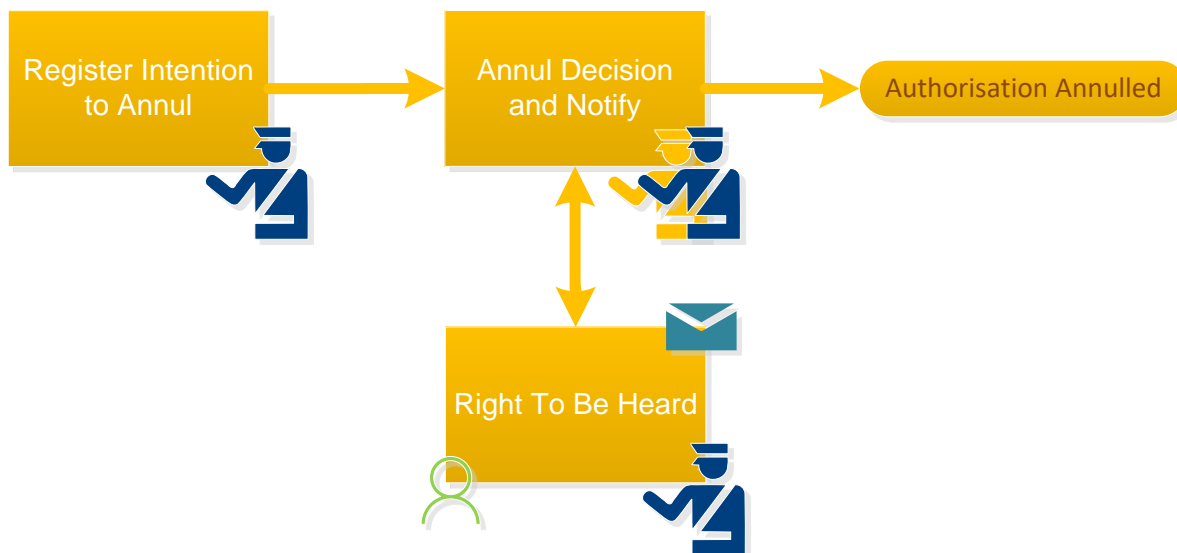 Register Intention
to Annul
Annul Decision
and Notify
Authorisation Annulled
Right To Be Heard